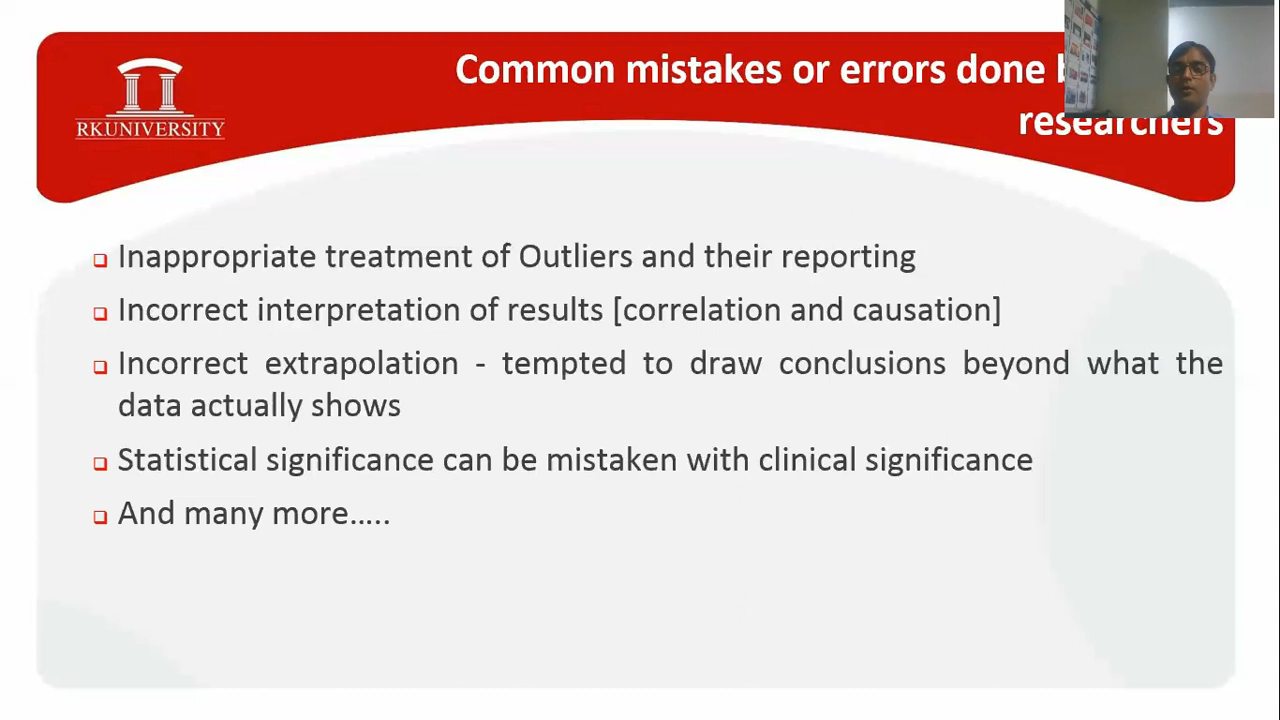 Common mistakes or errors done
researchers
RKUNIVERSITY
Inappropriate treatment of Outliers and their reporting
Incorrect interpretation of results [correlation and causation]
Incorrect extrapolation - tempted to draw conclusions beyond what the
data actually shows
Statistical significance can be mistaken with clinical significance
And many more…..